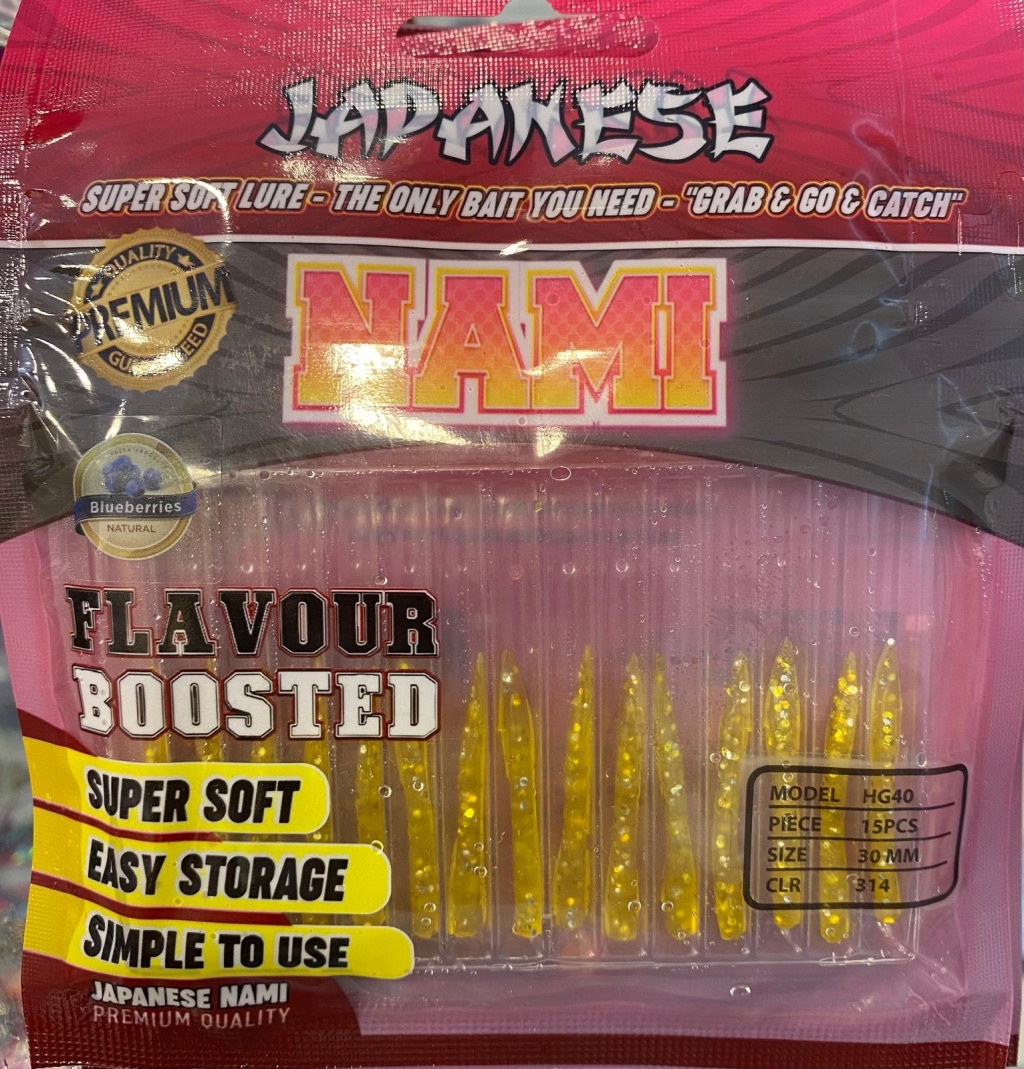 JAPANESE
SUPER SOFT LURE - THE ONLY BAIT YOU NEED - "GRAB & GO & CATCH"
QUALITY
PREMIUM
NAMI
Blueberries
NATURAL
FLAVOUR
BOOSTED
SUPER SOFT
EASY STORAGE
SIMPLE TO USE
JAPANESE NAMI
PREMIUM QUALITY
MODEL HG40
PIECE 15PCS
SIZE 30 MM
CLR 314